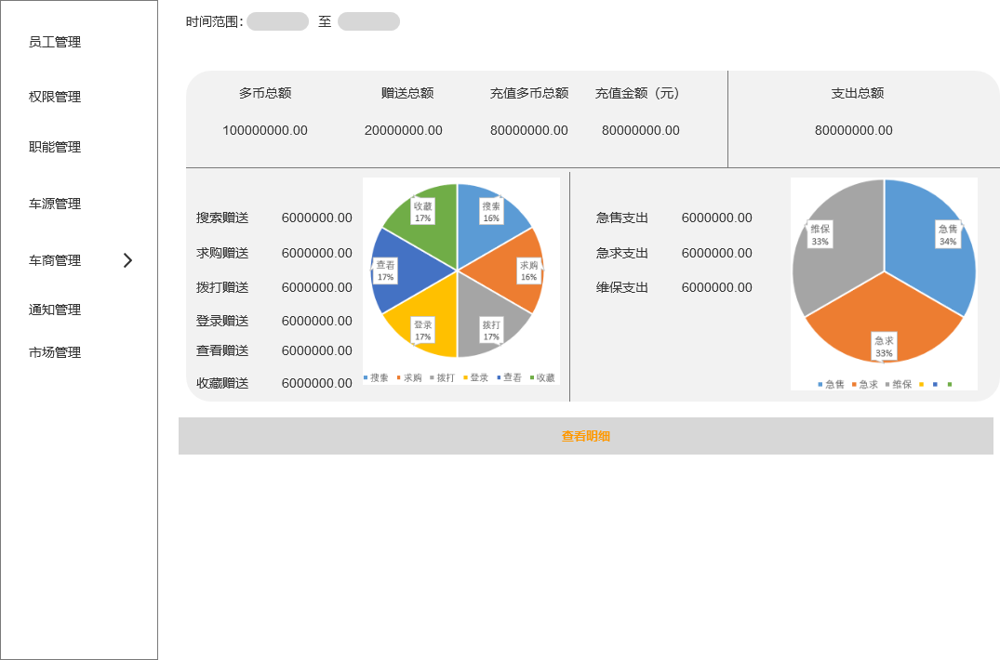 员工管理
权限管理
职能管理
车源管理
车商管理
通知管理
市场管理
时间范围： 至
多币总额 赠送总额 充值多币总额 充值金额（元） 支出总额
100000000.00 20000000.00 80000000.00 80000000.00 80000000.00
搜索赠送 6000000.00
求购赠送 6000000.00
拨打赠送 6000000.00
登录赠送 6000000.00
查看赠送 6000000.00
收藏赠送 6000000.00
收藏
17%
搜索
16%
查看
17%
求购
16%
登录
17%
拨打
17%
搜索 求购 拨打 登录 查看 收藏
急售支出 6000000.00
急求支出 6000000.00
维保支出 6000000.00
维保
33%
急售
34%
急求
33%
急售 急求 维保
查看明细